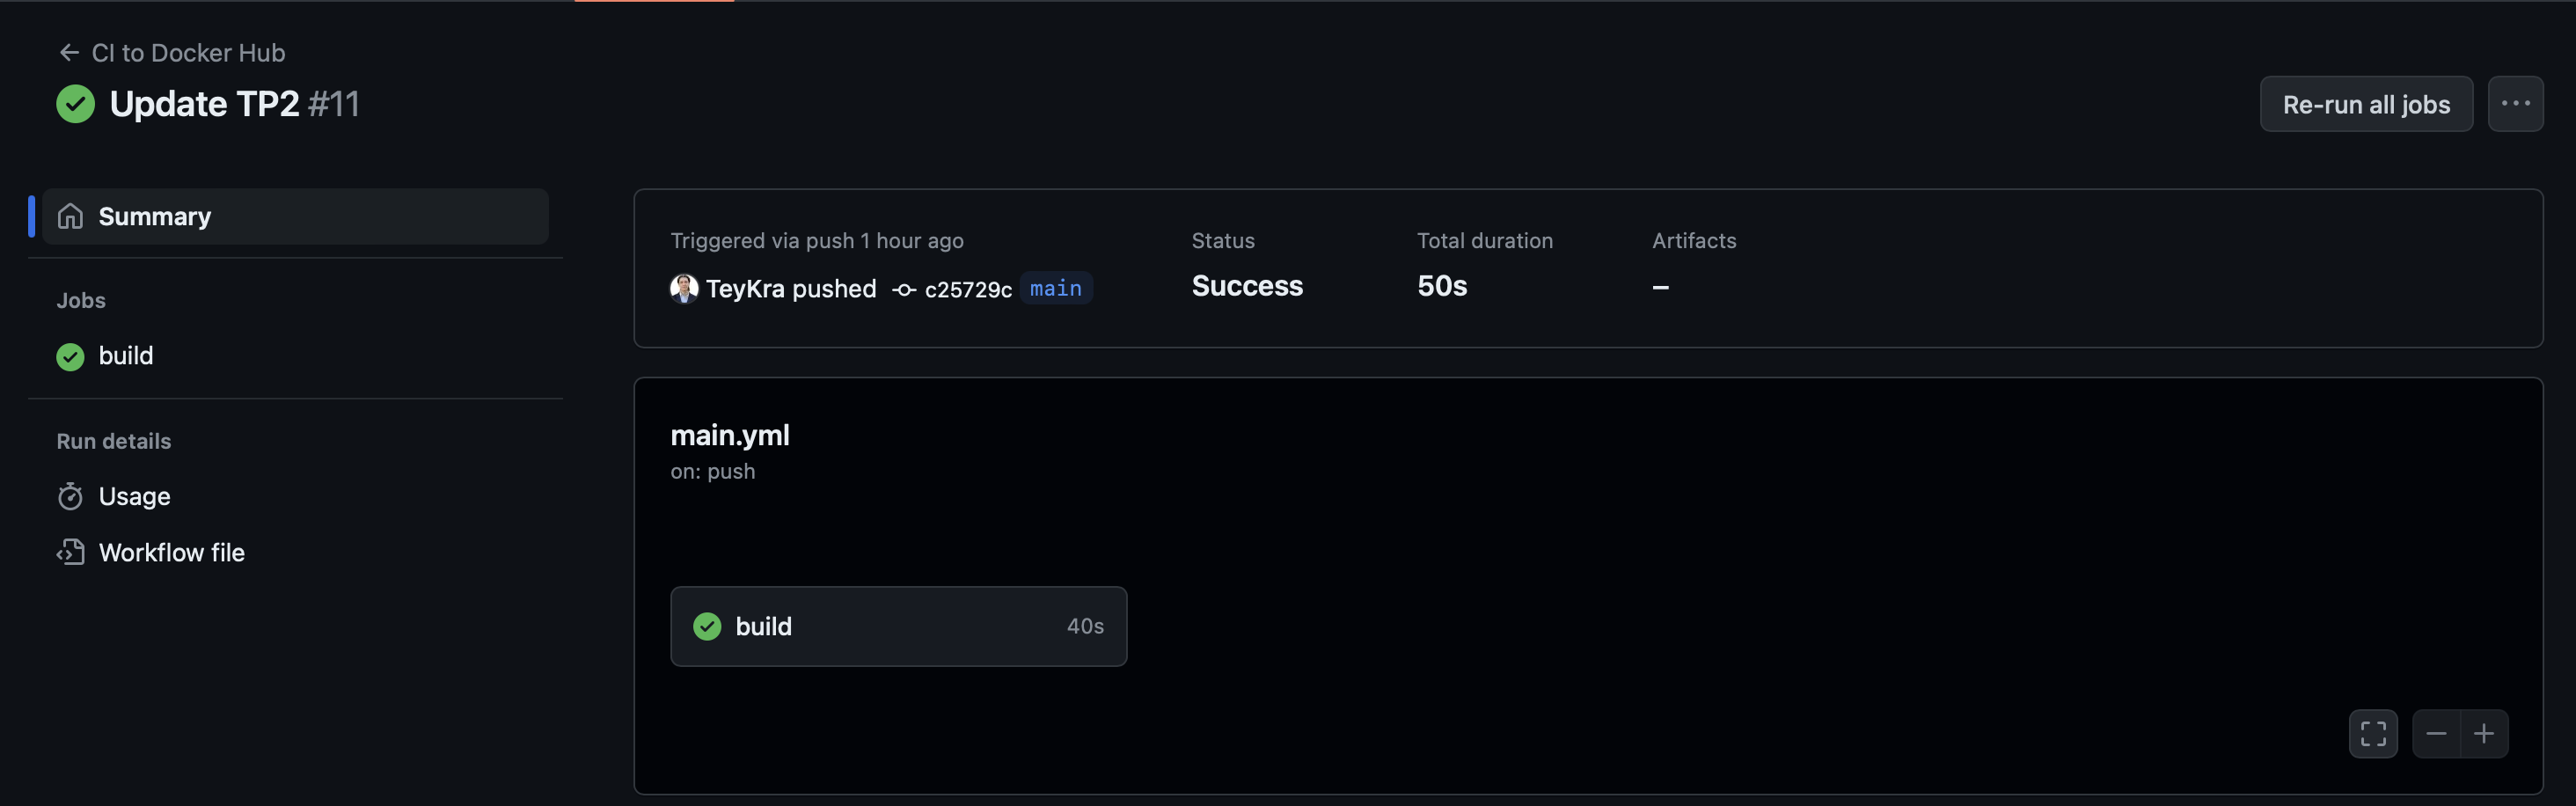 CI to Docker Hub
Update TP2 #11
Re-run all jobs
Summary
Jobs
build
Run details
Usage
Workflow file
Triggered via push 1 hour ago
TeyKra pushed c25729c main
Status
Success
Total duration
50s
Artifacts
–
main.yml
on: push
build 40s